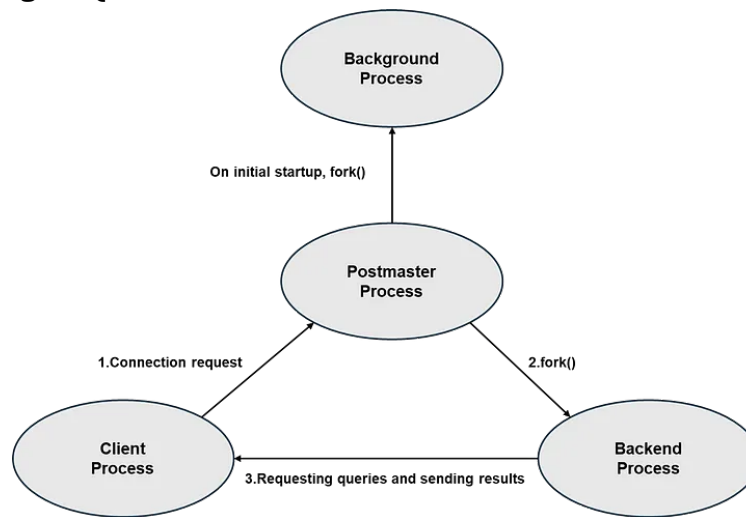 Background
Process
On initial startup, fork()
Postmaster
Process
1.Connection request
2.fork()
Client
Process
Backend
Process
3.Requesting queries and sending results